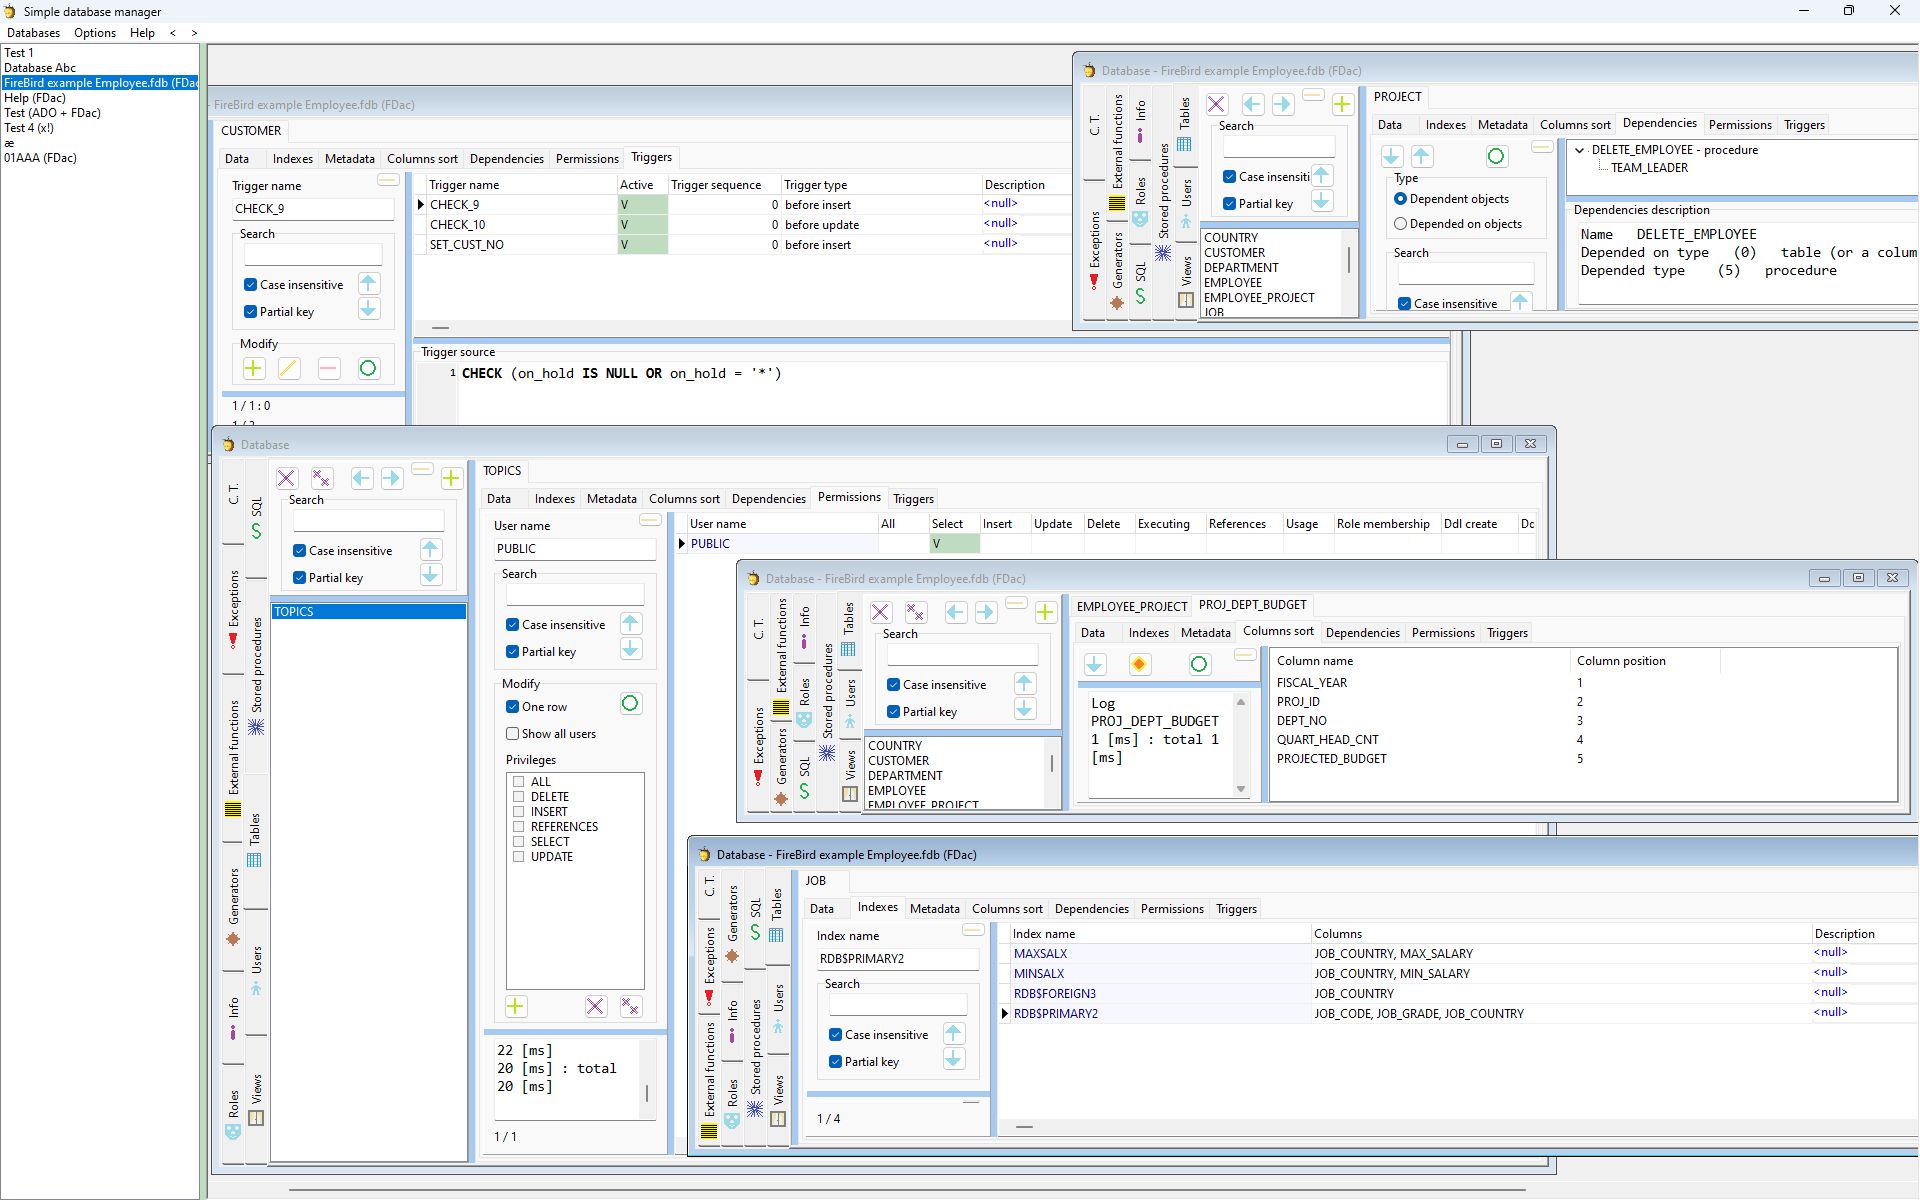 Simple database manager
Databases Options Help < >
Test 1
Database Abc
FireBird example Employee.fdb (FDac
Help (FDac)
Test (ADO + FDac)
Test 4 (x!)
æ
01AAA (FDac)
FireBird example Employee.fdb (FDac)
CUSTOMER
Data Indexes Metadata Columns sort Dependencies Permissions Triggers
Trigger name
CHECK_9
Search
Case insensitive
Partial key
Modify
1 / 1 : 0
Trigger name Active Trigger sequence Trigger type Description
CHECK_9 V 0 before insert <null>
CHECK_10 V 0 before update <null>
SET_CUST_NO V 0 before insert <null>
Trigger source
1 CHECK (on_hold IS NULL OR on_hold = '*')
Database - FireBird example Employee.fdb (FDac)
C. T.
Exceptions
External functions
Generators
Info
Roles
SQL
Stored procedures
Tables
Users
Views
Search
Case insensiti
Partial key
COUNTRY
CUSTOMER
DEPARTMENT
EMPLOYEE
EMPLOYEE_PROJECT
JOB
PROJECT
Data Indexes Metadata Columns sort Dependencies Permissions Triggers
Type
Dependent objects
Depended on objects
Search
Case insensitive
DELETE_EMPLOYEE - procedure
TEAM_LEADER
Dependencies description
Name DELETE_EMPLOYEE
Depended on type (0) table (or a colum
Depended type (5) procedure
Database
C. T.
Exceptions
External functions
Generators
Info
Roles
SQL
Stored procedures
Tables
Users
Views
Search
Case insensitive
Partial key
TOPICS
TOPICS
Data Indexes Metadata Columns sort Dependencies Permissions Triggers
User name
PUBLIC
Search
Case insensitive
Partial key
Modify
One row
Show all users
Privileges
ALL
DELETE
INSERT
REFERENCES
SELECT
UPDATE
22 [ms]
20 [ms] : total
20 [ms]
1 / 1
User name All Select Insert Update Delete Executing References Usage Role membership Ddl create
PUBLIC V
Database - FireBird example Employee.fdb (FDac)
C. T.
Exceptions
External functions
Generators
Info
Roles
SQL
Stored procedures
Tables
Users
Views
Search
Case insensitive
Partial key
COUNTRY
CUSTOMER
DEPARTMENT
EMPLOYEE
EMPLOYEE_PROJECT
EMPLOYEE_PROJECT PROJ_DEPT_BUDGET
Data Indexes Metadata Columns sort Dependencies Permissions Triggers
Log
PROJ_DEPT_BUDGET
1 [ms] : total 1
[ms]
Column name Column position
FISCAL_YEAR 1
PROJ_ID 2
DEPT_NO 3
QUART_HEAD_CNT 4
PROJECTED_BUDGET 5
Database - FireBird example Employee.fdb (FDac)
C. T.
Exceptions
External functions
Generators
Info
Roles
SQL
Stored procedures
Tables
Users
Views
JOB
Data Indexes Metadata Columns sort Dependencies Permissions Triggers
Index name
RDB$PRIMARY2
Search
Case insensitive
Partial key
1 / 4
Index name Columns Description
MAXSALX JOB_COUNTRY, MAX_SALARY <null>
MINSALX JOB_COUNTRY, MIN_SALARY <null>
RDB$FOREIGN3 JOB_COUNTRY <null>
RDB$PRIMARY2 JOB_CODE, JOB_GRADE, JOB_COUNTRY <null>